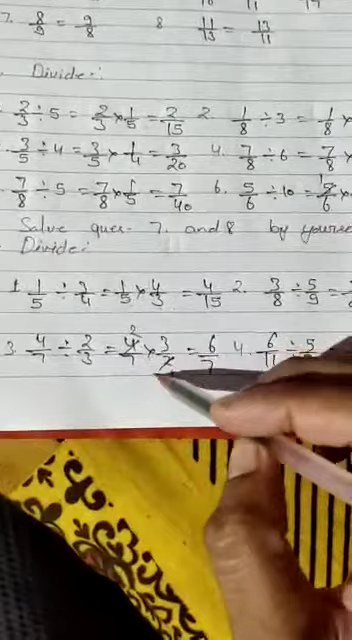 7. 8/9 = 9/8 8 11/13 = 13/11
Divide:-
2/3 ÷ 5 = 2/3 × 1/5 = 2/15 2. 1/8 ÷ 3 = 1/8 ×
3/5 ÷ 4 = 3/5 × 1/4 = 3/20 4. 7/8 ÷ 6 = 7/8 ×
7/8 ÷ 5 = 7/8 × 1/5 = 7/40 6. 5/6 ÷ 10 = 5/6 ×
Solve ques- 7. and 8 by yourse
Divide:
1. 1/5 ÷ 3/4 = 1/5 × 4/3 = 4/15 2. 3/8 ÷ 5/9 =
3. 4/7 ÷ 2/3 = 4/7 × 3/2 = 6/7 4. 6/11 ÷ 5